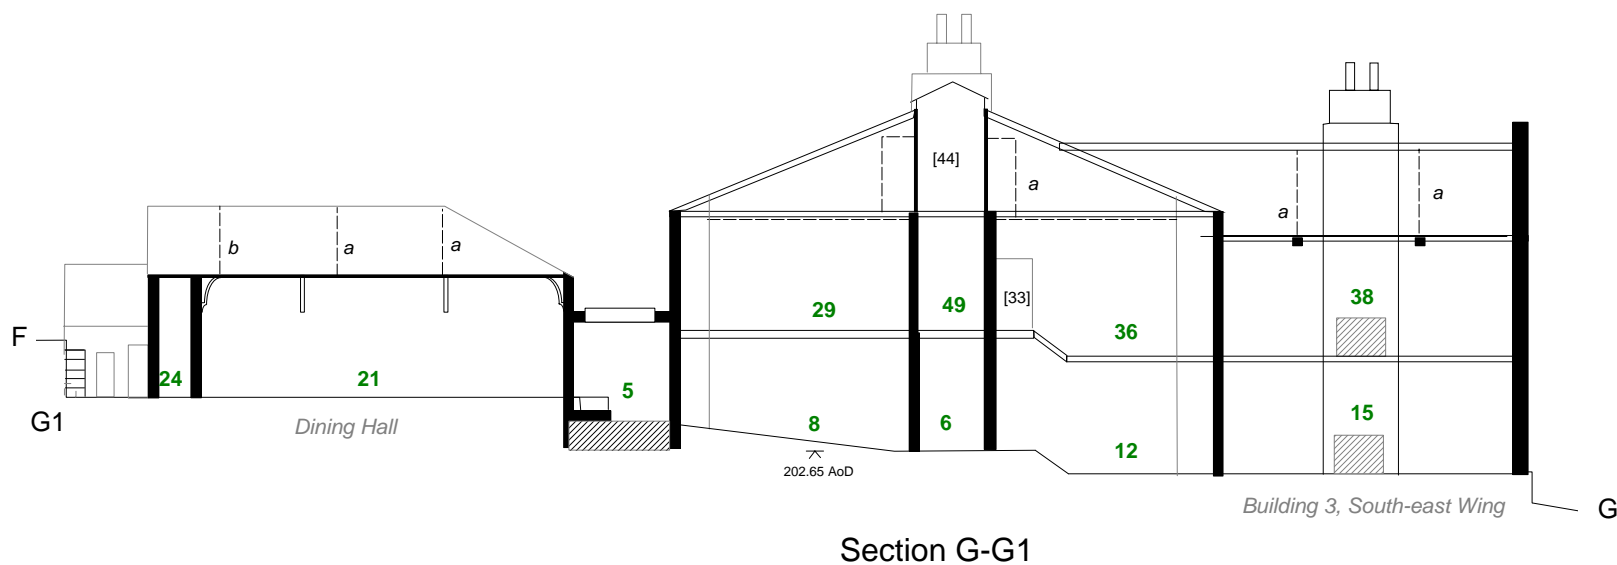 [44]
a
a
a
b
a
a
29
49
[33]
36
38
F
24
21
5
G1
Dining Hall
8
6
12
15
202.65 AoD
Building 3, South-east Wing
G
Section G-G1